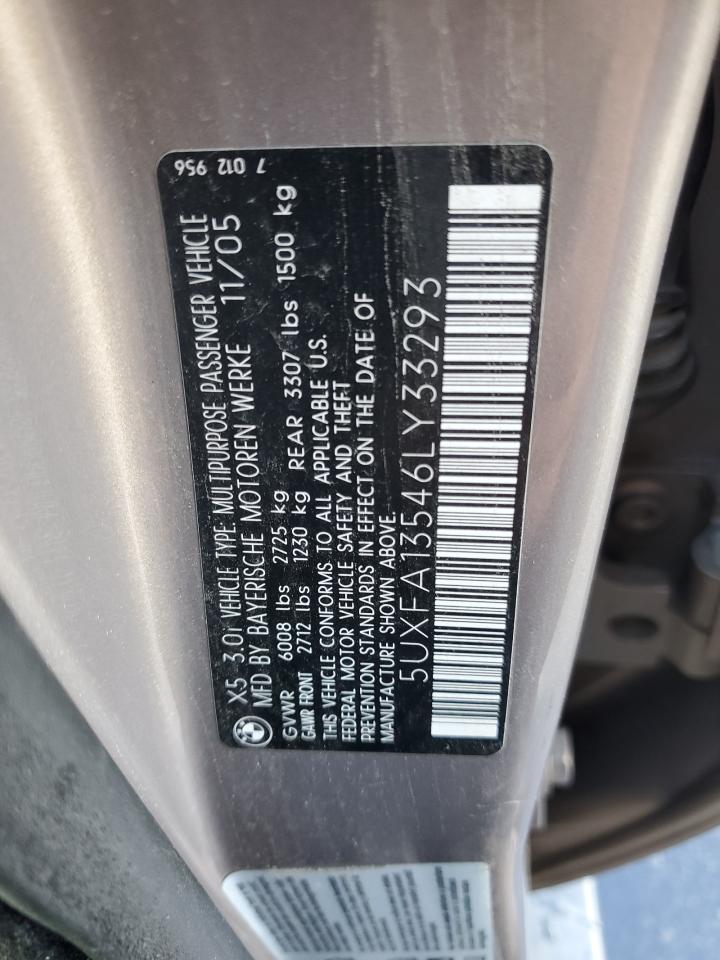 X5 3.0i VEHICLE TYPE: MULTIPURPOSE PASSENGER VEHICLE
MFD BY BAYERISCHE MOTOREN WERKE 11/05
GVWR 6008 lbs 2725 kg
GAWR FRONT 2712 lbs 1230 kg REAR 3307 lbs 1500 kg
THIS VEHICLE CONFORMS TO ALL APPLICABLE U.S.
FEDERAL MOTOR VEHICLE SAFETY AND THEFT
PREVENTION STANDARDS IN EFFECT ON THE DATE OF
MANUFACTURE SHOWN ABOVE
5UXFA13546LY33293
7 012 956